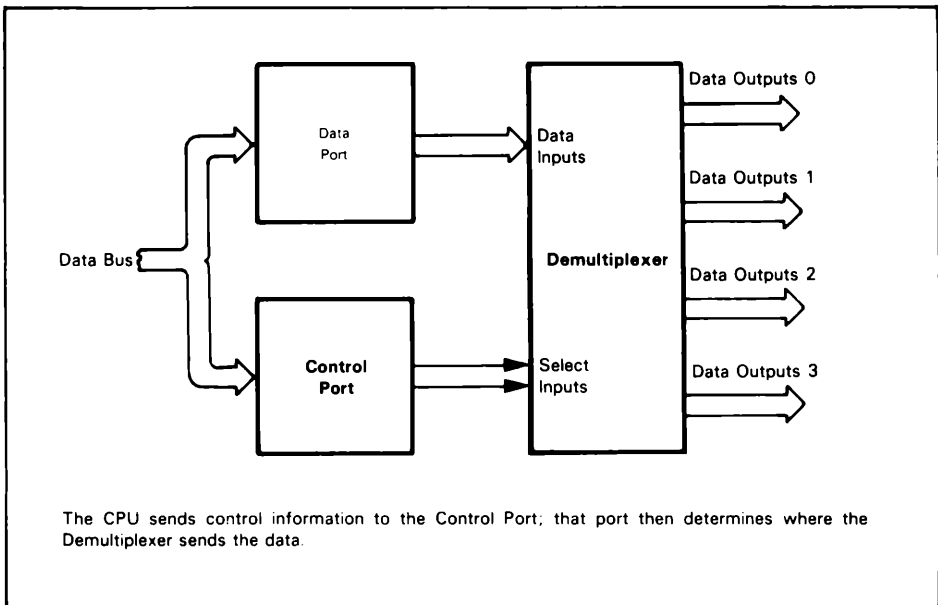 Data Outputs 0
Data
Port
Data
Inputs
Data Outputs 1
Data Bus
Demultiplexer
Data Outputs 2
Control
Port
Select
Inputs
Data Outputs 3
The CPU sends control information to the Control Port; that port then determines where the
Demultiplexer sends the data.